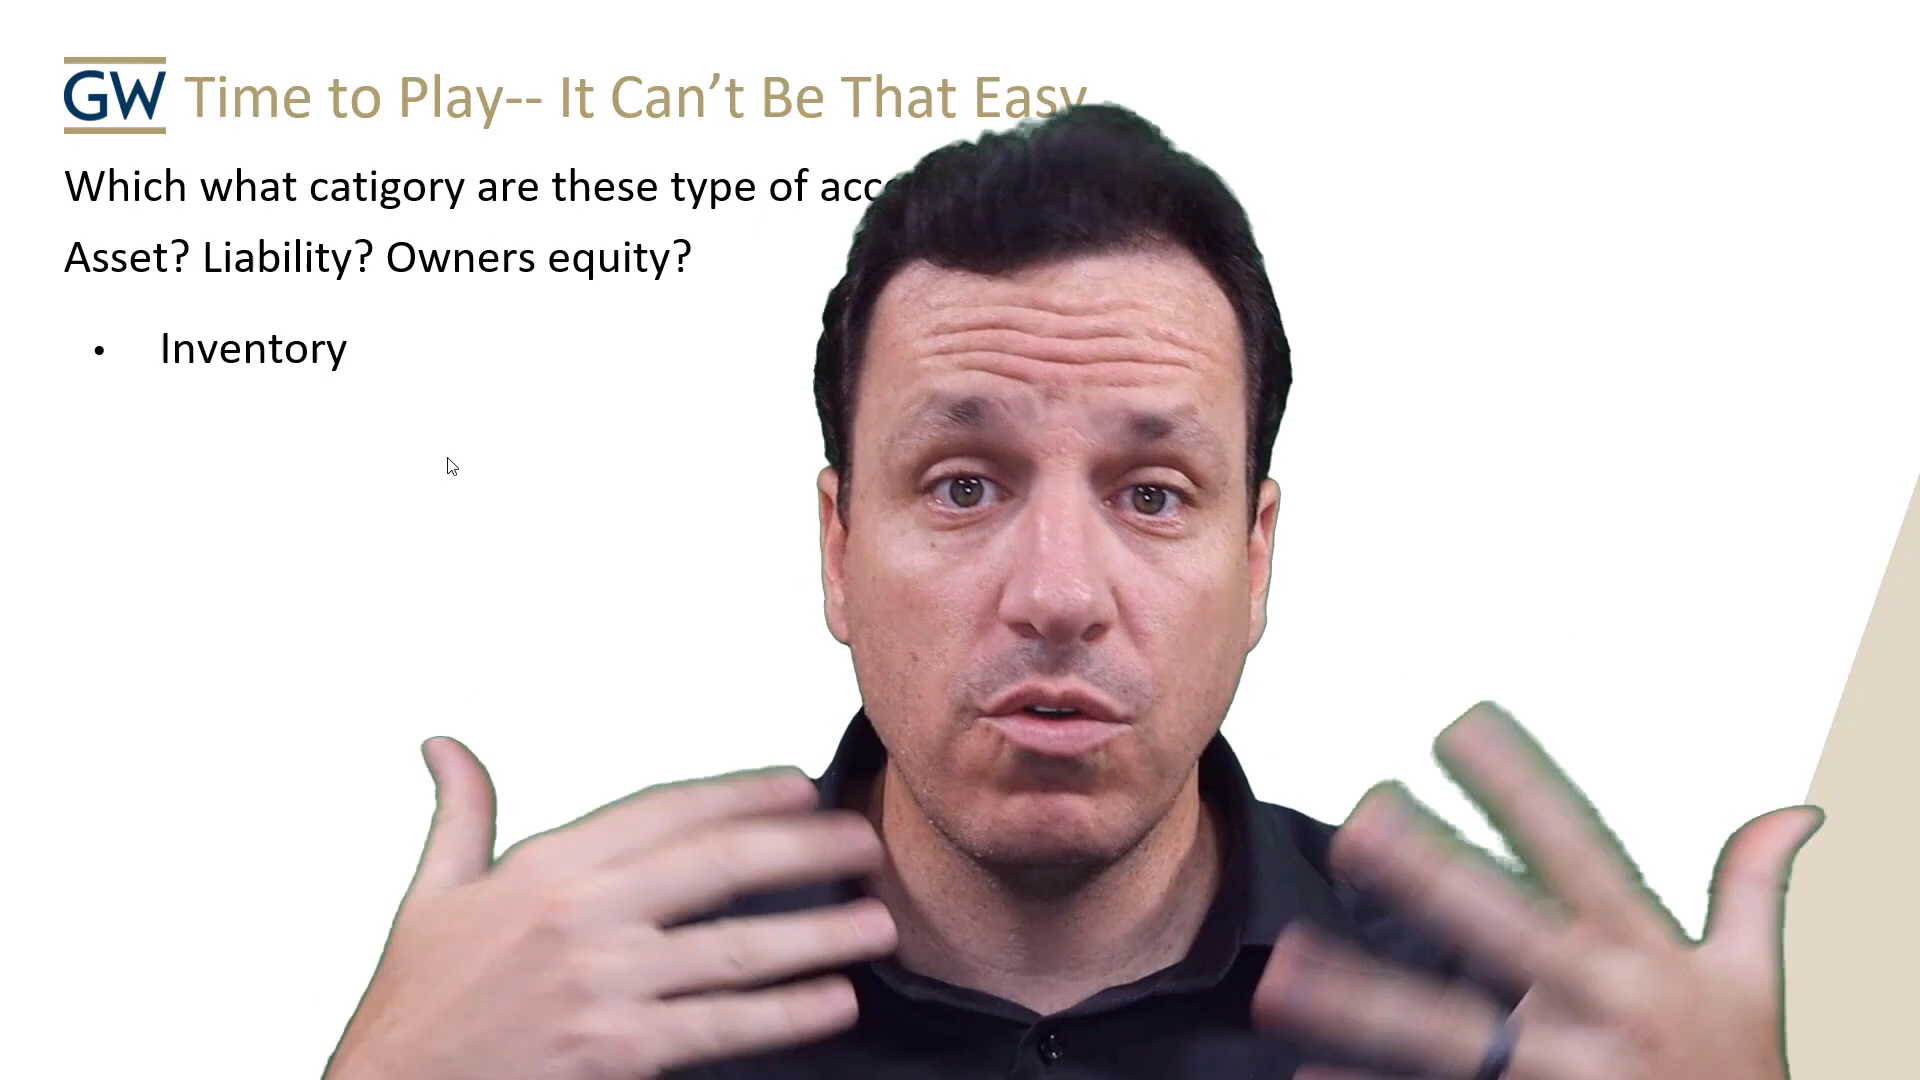 GW Time to Play-- It Can’t Be That Easy
Which what catigory are these type of
Asset? Liability? Owners equity?
• Inventory